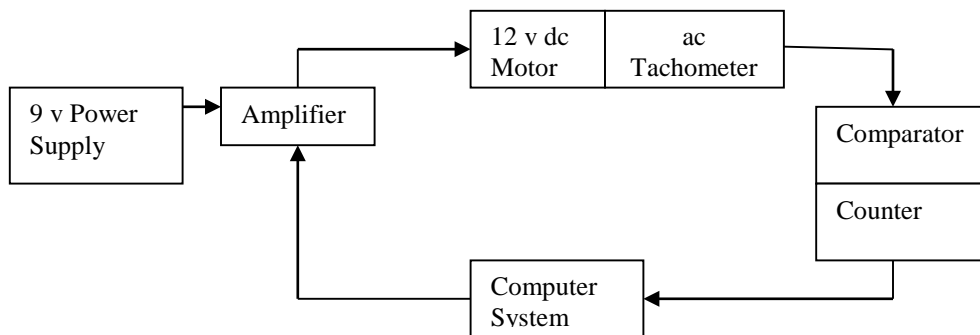 12 v dc
Motor
ac
Tachometer
9 v Power
Supply
Amplifier
Comparator
Counter
Computer
System